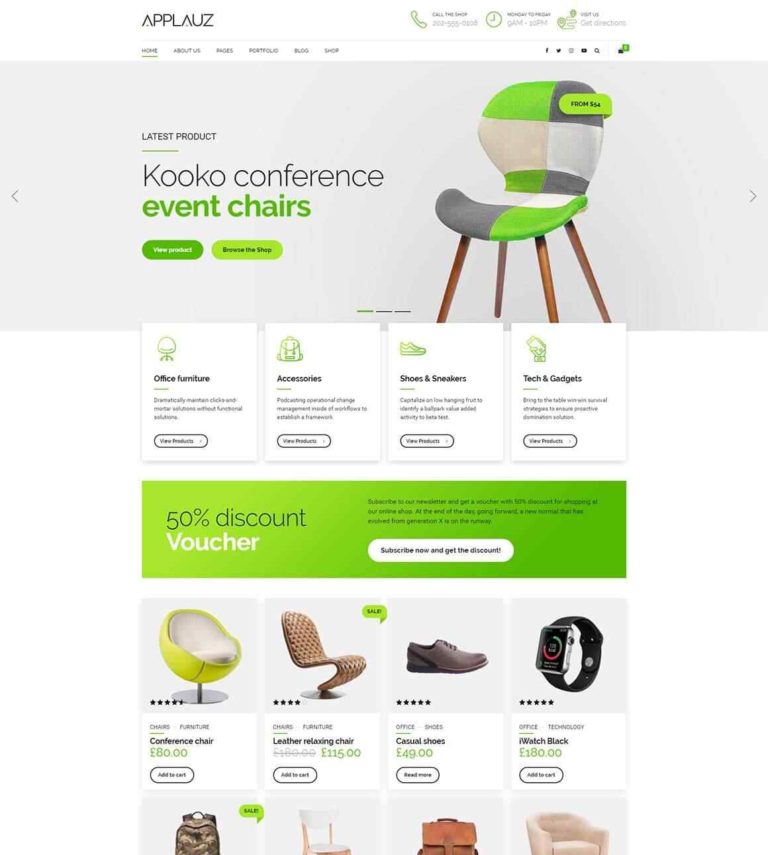 APPLAUZ
CALL THE SHOP
202-555-0108
MONDAY TO FRIDAY
9AM - 10PM
VISIT US
Get directions
HOME ABOUT US PAGES PORTFOLIO BLOG SHOP
FROM $54
LATEST PRODUCT
Kooko conference
event chairs
View product Browse the Shop
Office furniture
Dramatically maintain clicks-and-
mortar solutions without functional
solutions.
View Products
Accessories
Podcasting operational change
management inside of workflows to
establish a framework.
View Products
Shoes & Sneakers
Capitalize on low hanging fruit to
identify a ballpark value added
activity to beta test.
View Products
Tech & Gadgets
Bring to the table win-win survival
strategies to ensure proactive
domination solution.
View Products
50% discount
Voucher
Subscribe to our newsletter and get a voucher with 50% discount for shopping at
our online shop. At the end of the day, going forward, a new normal that has
evolved from generation X is on the runway.
Subscribe now and get the discount!
CHAIRS FURNITURE
Conference chair
£80.00
Add to cart
SALE!
CHAIRS FURNITURE
Leather relaxing chair
£180.00 £115.00
Add to cart
OFFICE SHOES
Casual shoes
£49.00
Read more
OFFICE TECHNOLOGY
iWatch Black
£180.00
Add to cart
SALE!